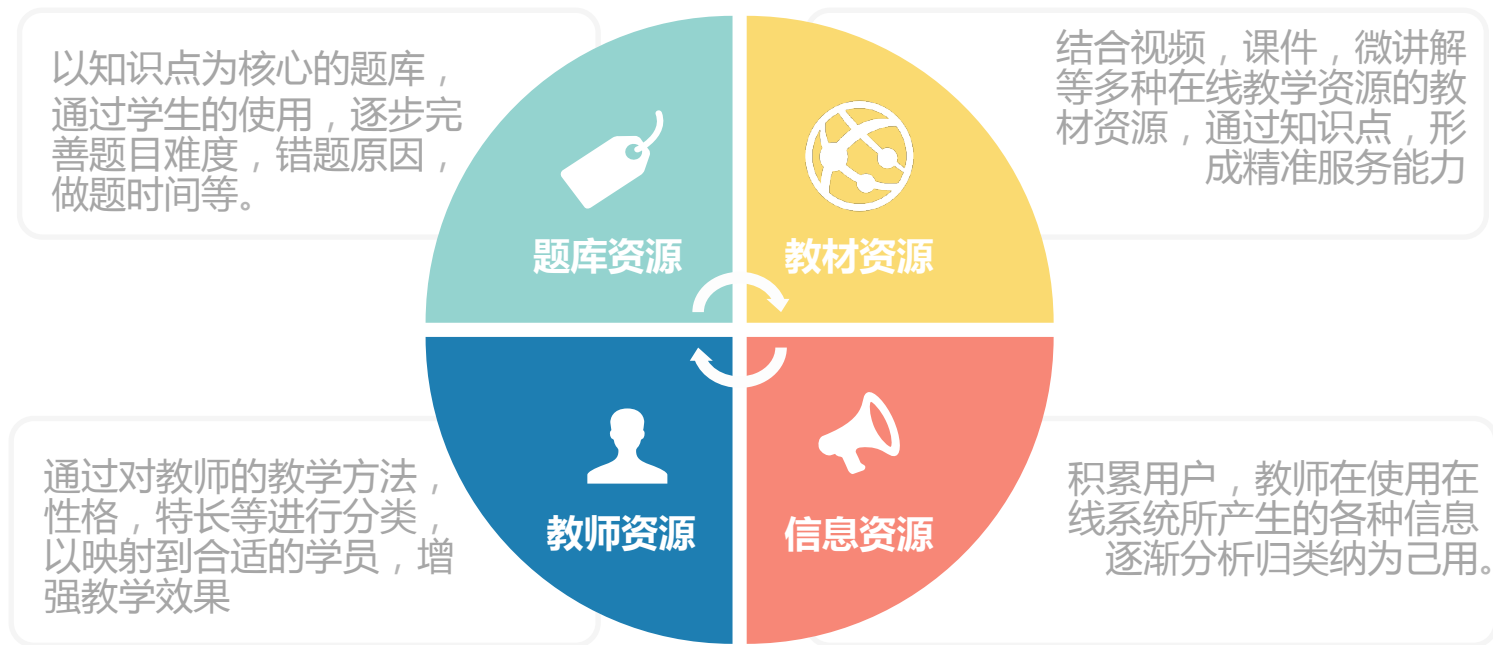 以知识点为核心的题库，
通过学生的使用，逐步完
善题目难度，错题原因，
做题时间等。
题库资源
结合视频，课件，微讲解
等多种在线教学资源的教
材资源，通过知识点，形
成精准服务能力
教材资源
通过对教师的教学方法，
性格，特长等进行分类，
以映射到合适的学员，增
强教学效果
教师资源
积累用户，教师在使用在
线系统所产生的各种信息
逐渐分析归类纳为己用。
信息资源